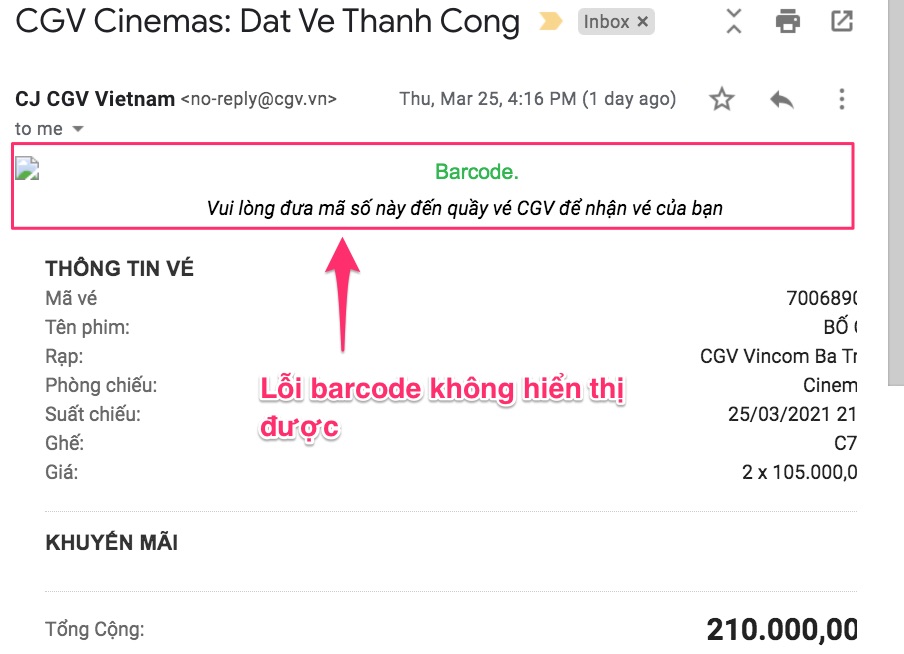 CGV Cinemas: Dat Ve Thanh Cong Inbox ×
CJ CGV Vietnam <no-reply@cgv.vn> Thu, Mar 25, 4:16 PM (1 day ago)
to me
Barcode.
Vui lòng đưa mã số này đến quầy vé CGV để nhận vé của bạn
THÔNG TIN VÉ
Mã vé 7006890
Tên phim: BỐ
Rạp: CGV Vincom Ba Tr
Phòng chiếu: Cinem
Suất chiếu: 25/03/2021 21
Ghế: C7
Giá: 2 x 105.000,0
Lỗi barcode không hiển thị
được
KHUYẾN MÃI
Tổng Cộng: 210.000,00